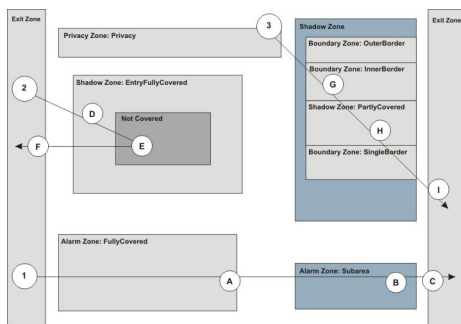 Exit Zone
Privacy Zone: Privacy
3
Shadow Zone
Exit Zone
Boundary Zone: OuterBorder
Boundary Zone: InnerBorder
Shadow Zone: EntryFullyCovered
2
G
D
Shadow Zone: PartlyCovered
Not Covered
H
F
E
Boundary Zone: SingleBorder
I
Alarm Zone: FullyCovered
Alarm Zone: Subarea
1
A
B
C